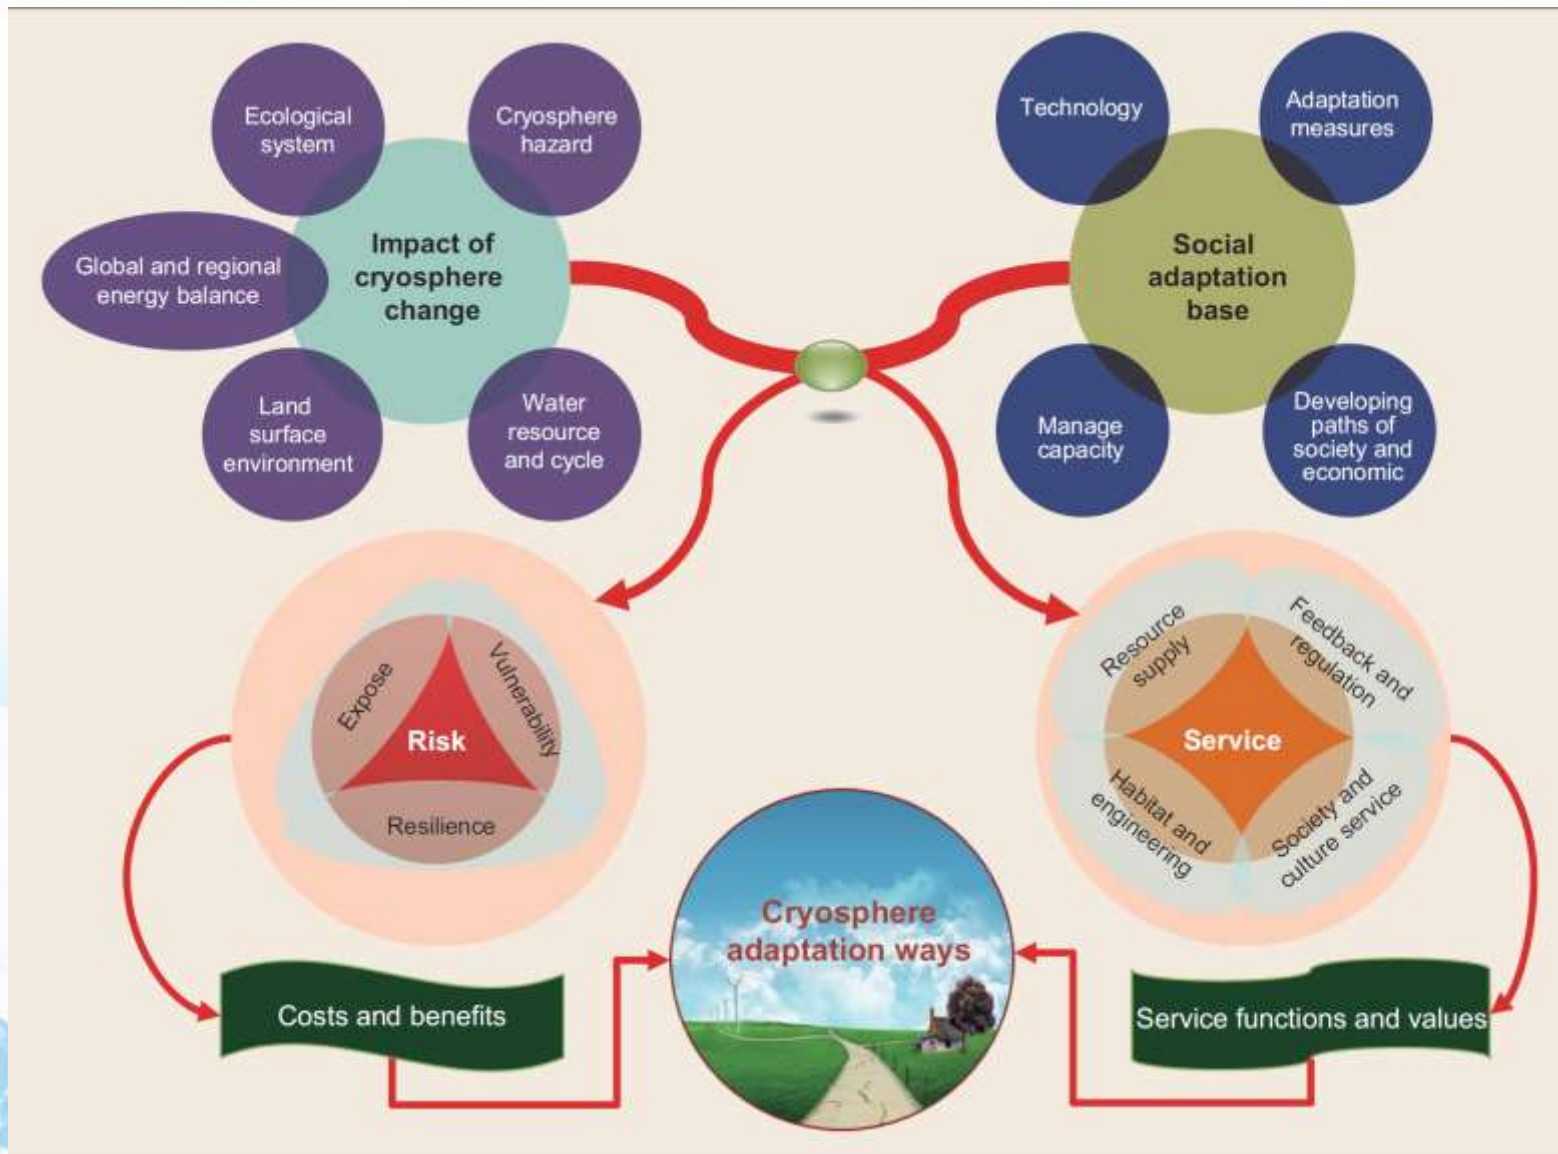 Ecological
system
Cryosphere
hazard
Global and regional
energy balance
Impact of
cryosphere
change
Land
surface
environment
Water
resource
and cycle
Technology
Adaptation
measures
Social
adaptation
base
Manage
capacity
Developing
paths of
society and
economic
Expose
Vulnerability
Risk
Resilience
Resource
supply
Feedback and
regulation
Service
Habitat and
engineering
Society and
culture service
Costs and benefits
Cryosphere
adaptation ways
Service functions and values